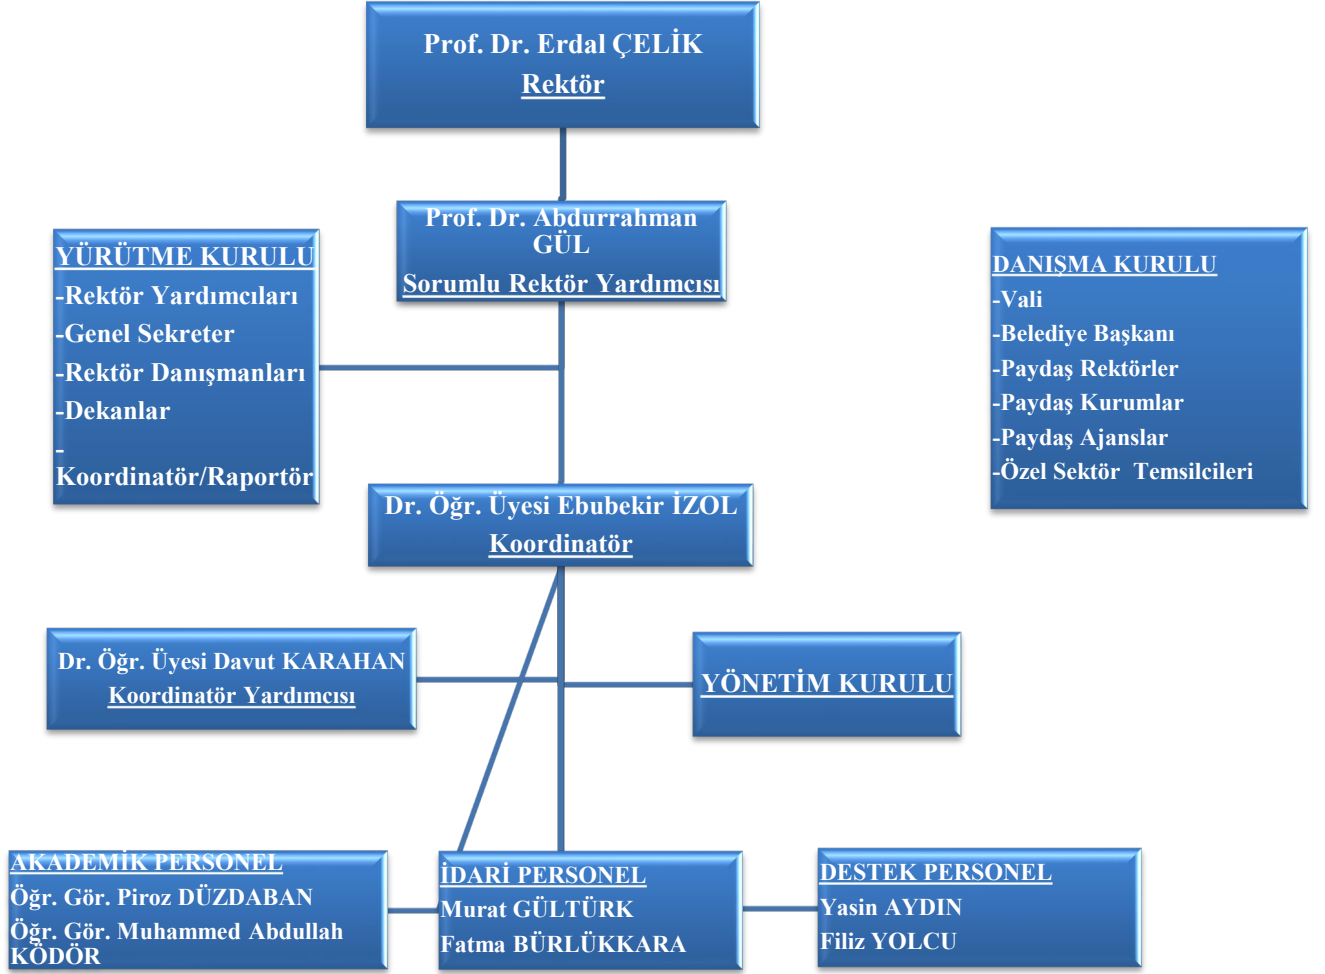 Prof. Dr. Erdal ÇELİK
Rektör
Prof. Dr. Abdurrahman
GÜL
Sorumlu Rektör Yardımcısı
YÜRÜTME KURULU
-Rektör Yardımcıları
-Genel Sekreter
-Rektör Danışmanları
-Dekanlar
-
Koordinatör/Raportör
DANIŞMA KURULU
-Vali
-Belediye Başkanı
-Paydaş Rektörler
-Paydaş Kurumlar
-Paydaş Ajanslar
-Özel Sektör  Temsilcileri
Dr. Öğr. Üyesi Ebubekir İZOL
Koordinatör
Dr. Öğr. Üyesi Davut KARAHAN
Koordinatör Yardımcısı
YÖNETİM KURULU
AKADEMİK PERSONEL
Öğr. Gör. Piroz DÜZDABAN
Öğr. Gör. Muhammed Abdullah
KÖDÖR
İDARİ PERSONEL
Murat GÜLTÜRK
Fatma BÜRLÜKKARA
DESTEK PERSONEL
Yasin AYDIN
Filiz YOLCU